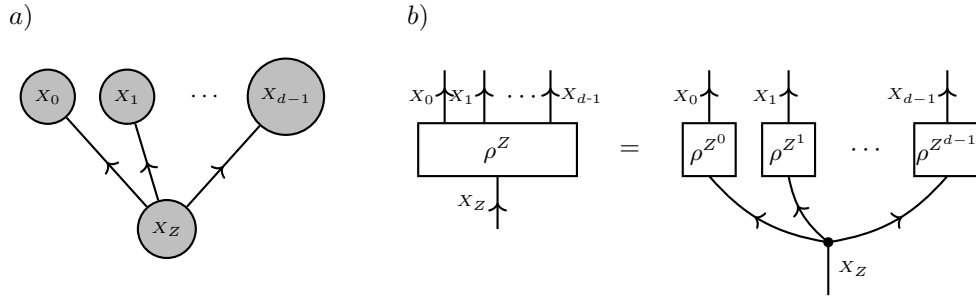 a)
X_0 X_1 ... X_{d-1}
X_Z
b)
X_0 X_1 ... X_{d-1}
ρ^Z
X_Z
=
X_0 X_1 X_{d-1}
ρ^{Z^0} ρ^{Z^1} ... ρ^{Z^{d-1}}
X_Z